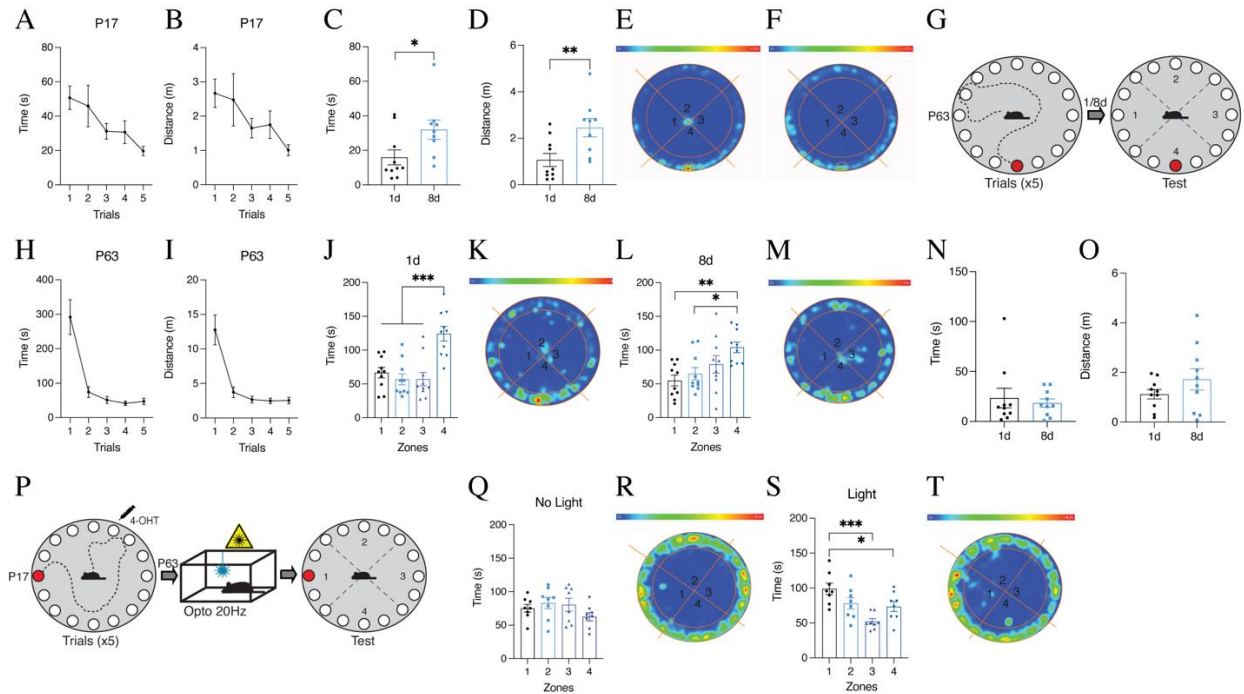 A
P17
Time (s)
80
60
40
20
0
1 2 3 4 5
Trials
B
P17
Distance (m)
4
3
2
1
0
1 2 3 4 5
Trials
C
*
Time (s)
80
60
40
20
0
1d 8d
D
**
Distance (m)
6
4
2
0
1d 8d
E
2
1 3
4
F
2
1 3
4
G
P63
Trials (x5)
1/8d
2
1 3
4
Test
H
P63
Time (s)
400
300
200
100
0
1 2 3 4 5
Trials
I
P63
Distance (m)
20
15
10
5
0
1 2 3 4 5
Trials
J
1d
***
Time (s)
200
150
100
50
0
1 2 3 4
Zones
K
2
1 3
4
L
8d
**
*
Time (s)
200
150
100
50
0
1 2 3 4
Zones
M
2
1 3
4
N
Time (s)
150
100
50
0
1d 8d
O
Distance (m)
6
4
2
0
1d 8d
P
4-OHT
P17
Trials (x5)
P63
Opto 20Hz
2
1 3
4
Test
Q
No Light
Time (s)
200
150
100
50
0
1 2 3 4
Zones
R
2
1 3
4
S
Light
***
*
Time (s)
200
150
100
50
0
1 2 3 4
Zones
T
2
1 3
4